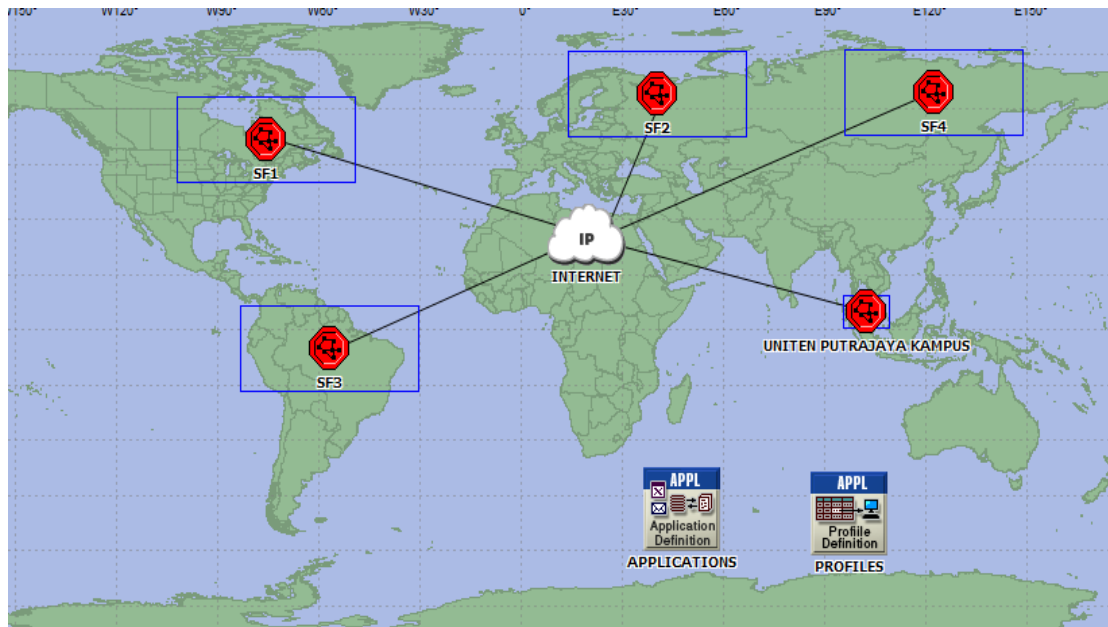 W150° W120° W90° W60° W30° 0° E30° E60° E90° E120° E150°
SF2
SF4
SF1
IP
INTERNET
UNITEN PUTRAJAYA KAMPUS
SF3
APPL
Application
Definition
APPLICATIONS
APPL
Profiile
Definition
PROFILES